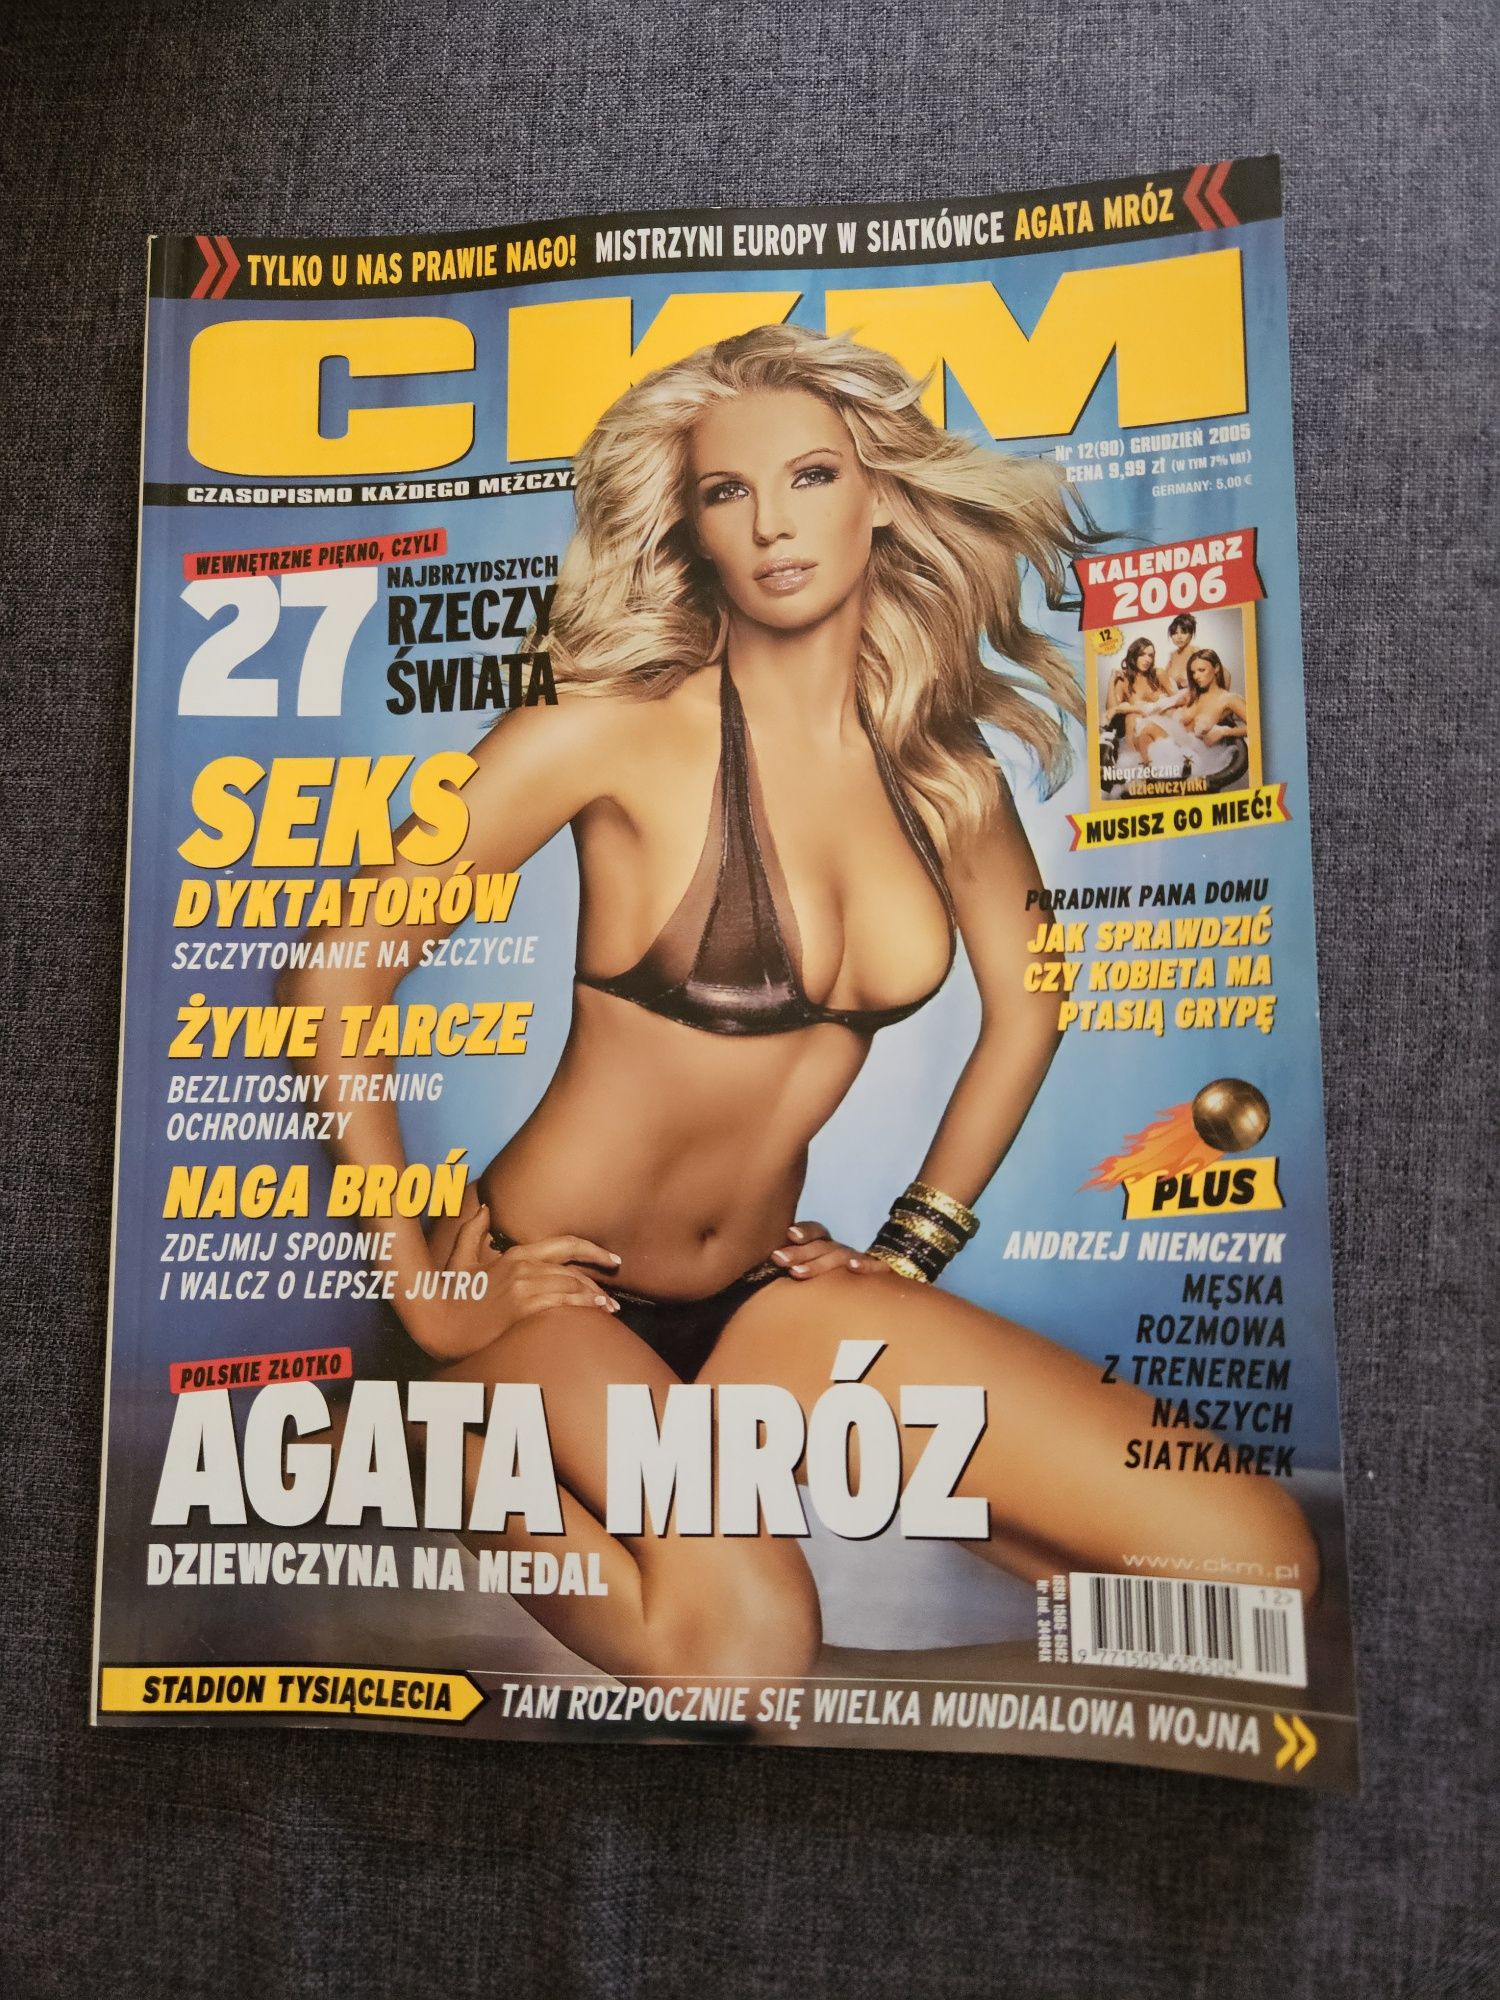 TYLKO U NAS PRAWIE NAGO! MISTRZYNI EUROPY W SIATKÓWCE AGATA MRÓZ
CKM
CZASOPISMO KAŻDEGO
Nr 12(90) GRUDZIEŃ 2005
CENA 9,99 zł (W TYM 7% VAT)
GERMANY: 5,00 €
WEWNĘTRZNE PIĘKNO, CZYLI
27
NAJBRZYDSZYCH
RZECZY
ŚWIATA
SEKS
DYKTATORÓW
SZCZYTOWANIE NA SZCZYCIE
ŻYWE TARCZE
BEZLITOSNY TRENING
OCHRONIARZY
NAGA BROŃ
ZDEJMIJ SPODNIE
I WALCZ O LEPSZE JUTRO
KALENDARZ
2006
12
Niegrzeczne
dziewczynki
MUSISZ GO MIEĆ!
PORADNIK PANA DOMU
JAK SPRAWDZIĆ
CZY KOBIETA MA
PTASIĄ GRYPĘ
PLUS
ANDRZEJ NIEMCZYK
MĘSKA
ROZMOWA
Z TRENEREM
NASZYCH
SIATKAREK
POLSKIE ZŁOTKO
AGATA MRÓZ
DZIEWCZYNA NA MEDAL
www.ckm.pl
12>
STADION TYSIĄCLECIA TAM ROZPOCZNIE SIĘ WIELKA MUNDIALOWA WOJNA